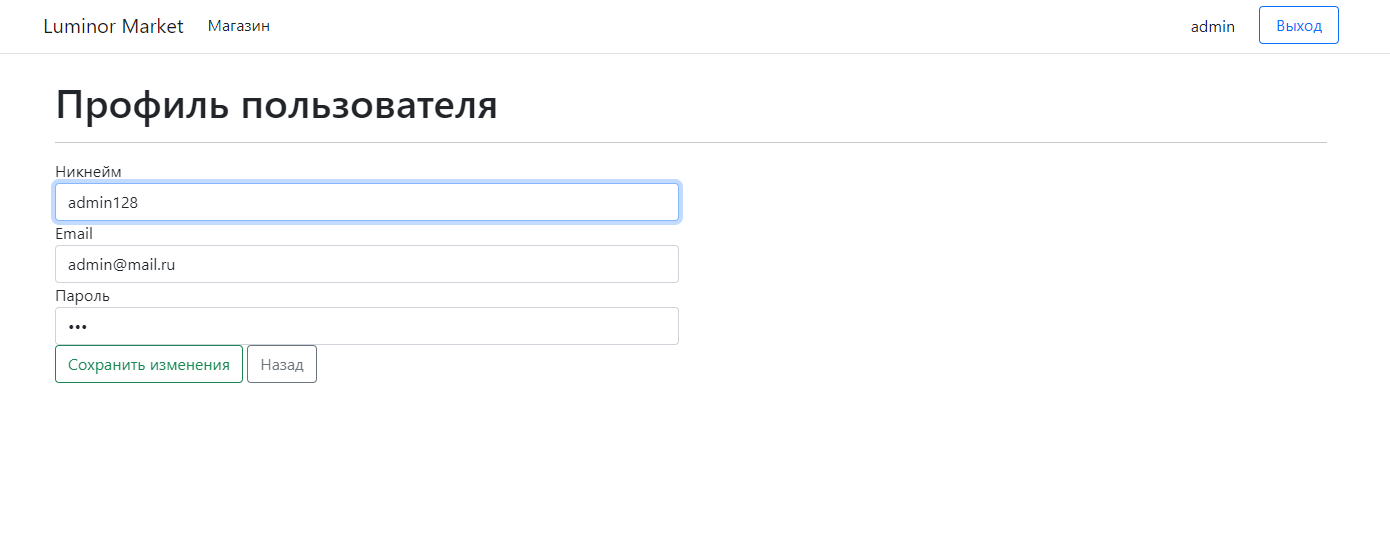 Luminor Market Магазин admin Выход
Профиль пользователя
Никнейм
admin128
Email
admin@mail.ru
Пароль
•••
Сохранить изменения Назад